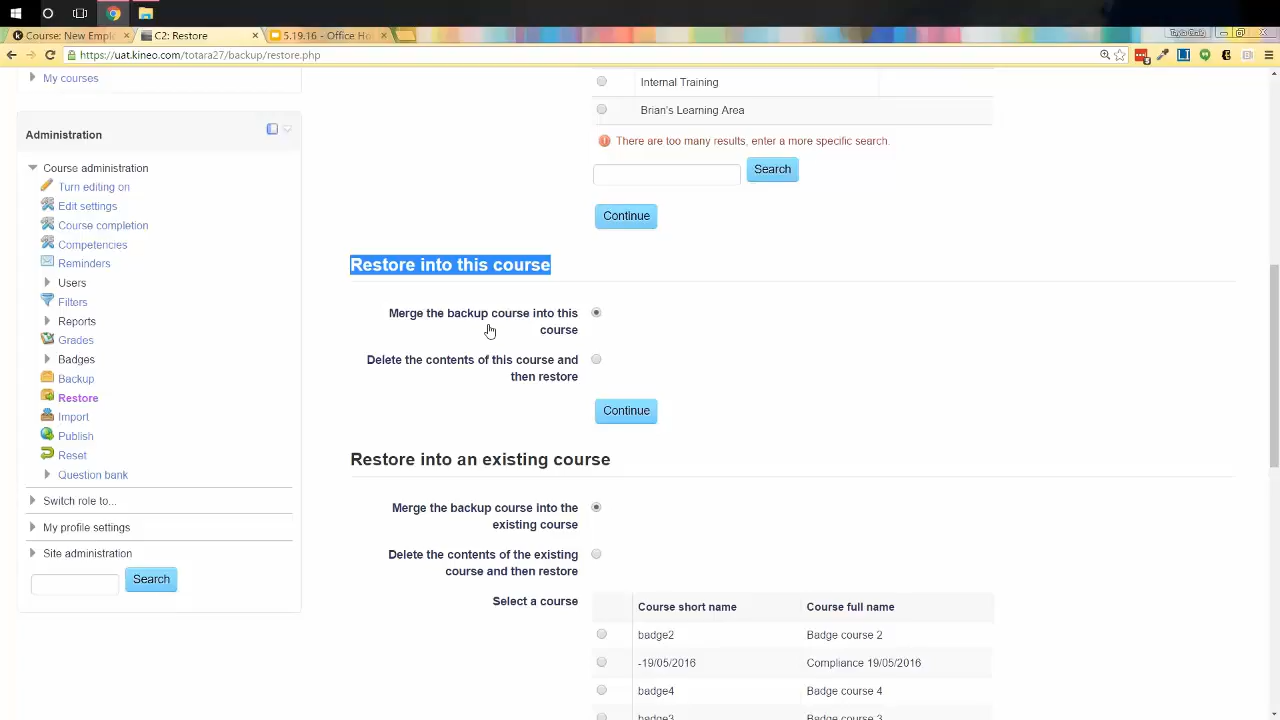 Course: New Emple
C2: Restore
5.19.16 - Office Ho
https://uat.kineo.com/totara27/backup/restore.php
My courses
Administration
Course administration
Turn editing on
Edit settings
Course completion
Competencies
Reminders
Users
Filters
Reports
Grades
Badges
Backup
Restore
Import
Publish
Reset
Question bank
Switch role to...
My profile settings
Site administration
Search
Internal Training
Brian's Learning Area
There are too many results, enter a more specific search.
Search
Continue
Restore into this course
Merge the backup course into this
course
Delete the contents of this course and
then restore
Continue
Restore into an existing course
Merge the backup course into the
existing course
Delete the contents of the existing
course and then restore
Select a course
Course short name Course full name
badge2 Badge course 2
-19/05/2016 Compliance 19/05/2016
badge4 Badge course 4
badge3 Badge course 3